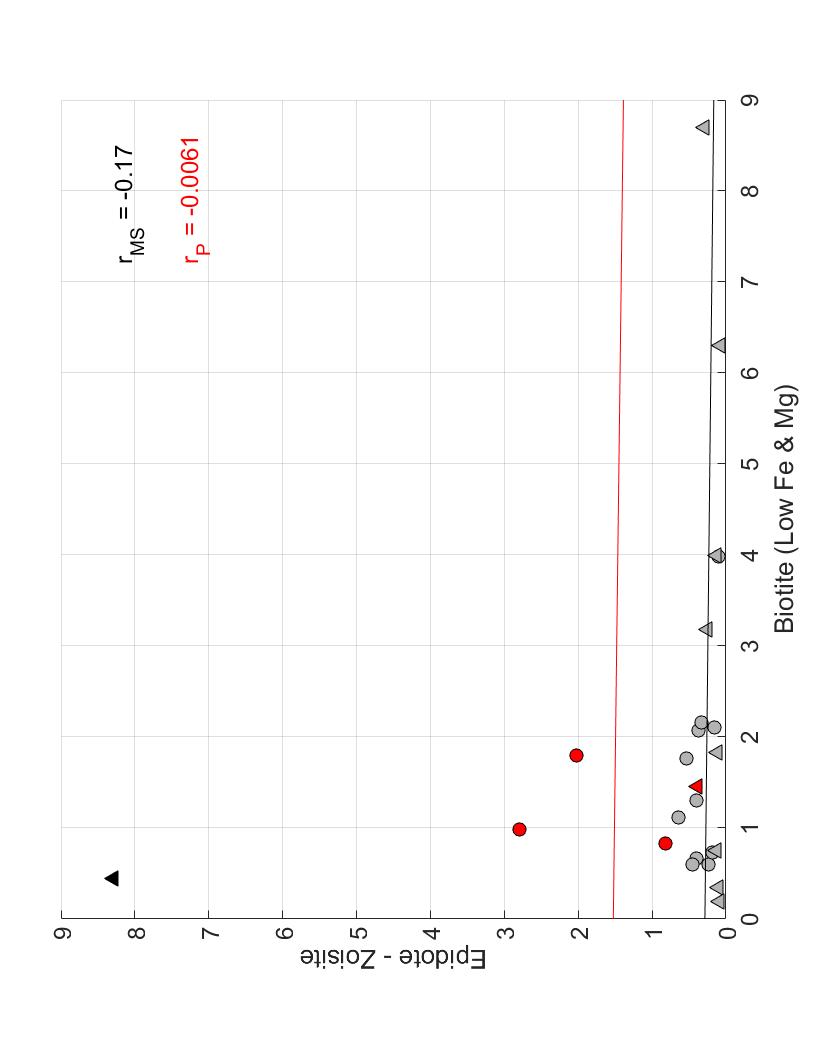 9
8
7
6
5
4
3
2
1
0
Epidote - Zoisite
r_MS = -0.17
r_P = -0.0061
0 1 2 3 4 5 6 7 8 9
Biotite (Low Fe & Mg)